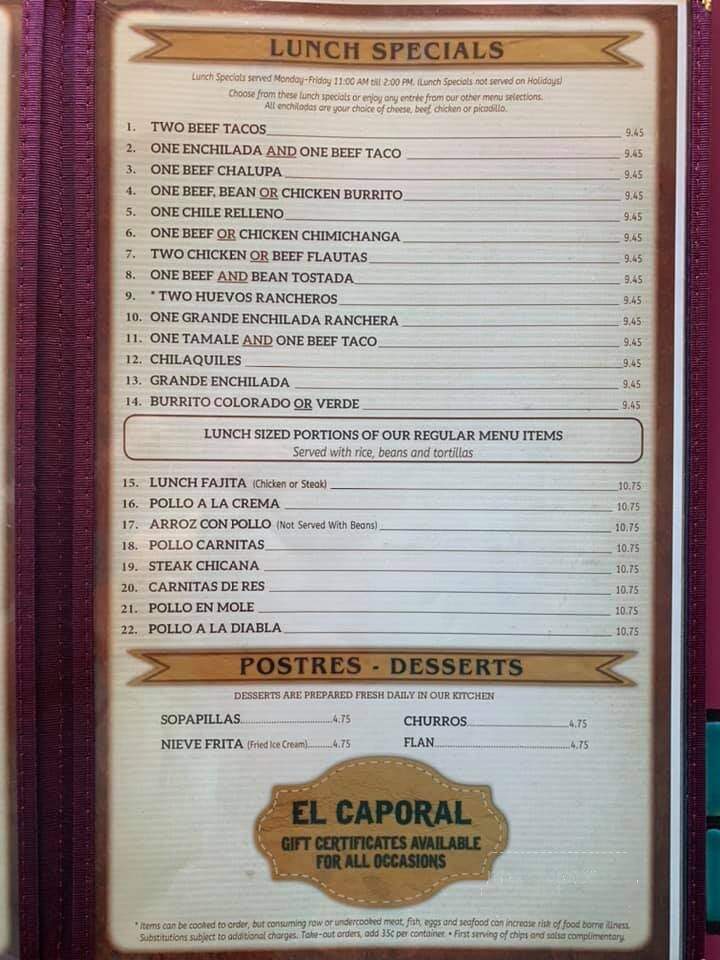 LUNCH SPECIALS
Lunch Specials served Monday-Friday 11:00 AM till 2:00 PM. (Lunch Specials not served on Holidays)
Choose from these lunch specials or enjoy any entrée from our other menu selections.
All enchiladas are your choice of cheese, beef, chicken or picadillo.
1. TWO BEEF TACOS 9.45
2. ONE ENCHILADA AND ONE BEEF TACO 9.45
3. ONE BEEF CHALUPA 9.45
4. ONE BEEF, BEAN OR CHICKEN BURRITO 9.45
5. ONE CHILE RELLENO 9.45
6. ONE BEEF OR CHICKEN CHIMICHANGA 9.45
7. TWO CHICKEN OR BEEF FLAUTAS 9.45
8. ONE BEEF AND BEAN TOSTADA 9.45
9. * TWO HUEVOS RANCHEROS 9.45
10. ONE GRANDE ENCHILADA RANCHERA 9.45
11. ONE TAMALE AND ONE BEEF TACO 9.45
12. CHILAQUILES 9.45
13. GRANDE ENCHILADA 9.45
14. BURRITO COLORADO OR VERDE 9.45
LUNCH SIZED PORTIONS OF OUR REGULAR MENU ITEMS
Served with rice, beans and tortillas
15. LUNCH FAJITA (Chicken or Steak) 10.75
16. POLLO A LA CREMA 10.75
17. ARROZ CON POLLO (Not Served With Beans) 10.75
18. POLLO CARNITAS 10.75
19. STEAK CHICANA 10.75
20. CARNITAS DE RES 10.75
21. POLLO EN MOLE 10.75
22. POLLO A LA DIABLA 10.75
POSTRES - DESSERTS
DESSERTS ARE PREPARED FRESH DAILY IN OUR KITCHEN
SOPAPILLAS 4.75
NIEVE FRITA (Fried Ice Cream) 4.75
CHURROS 4.75
FLAN 4.75
EL CAPORAL
GIFT CERTIFICATES AVAILABLE
FOR ALL OCCASIONS
* Items can be cooked to order, but consuming raw or undercooked meat, fish, eggs and seafood can increase risk of food borne illness.
Substitutions subject to additional charges. Take-out orders, add 35¢ per container. • First serving of chips and salsa complimentary.